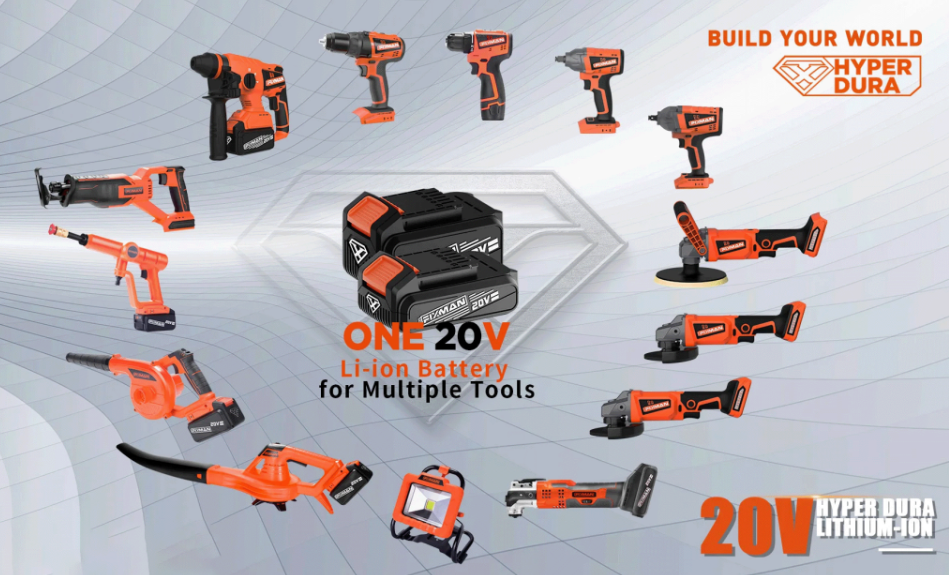 BUILD YOUR WORLD
HYPER
DURA
FIXMAN
20V
ONE 20V
Li-ion Battery
for Multiple Tools
20V
HYPER DURA
LITHIUM-ION